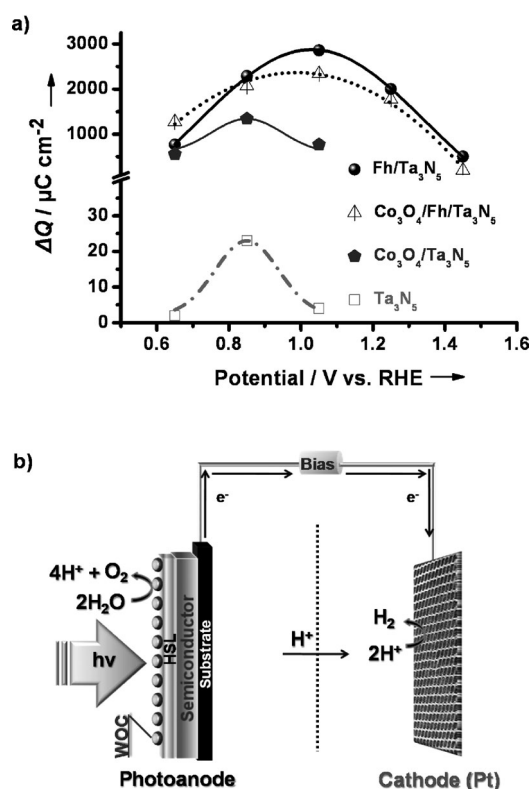 a)
3000
2000
1000
30
20
10
0
ΔQ / µC cm⁻²
Fh/Ta₃N₅
Co₃O₄/Fh/Ta₃N₅
Co₃O₄/Ta₃N₅
Ta₃N₅
0.6 0.8 1.0 1.2 1.4 1.6
Potential / V vs. RHE
b)
Bias
e⁻ e⁻
4H⁺ + O₂
2H₂O
hν
WOC
HSL
Semiconductor
Substrate
H⁺
H₂
2H⁺
Photoanode
Cathode (Pt)